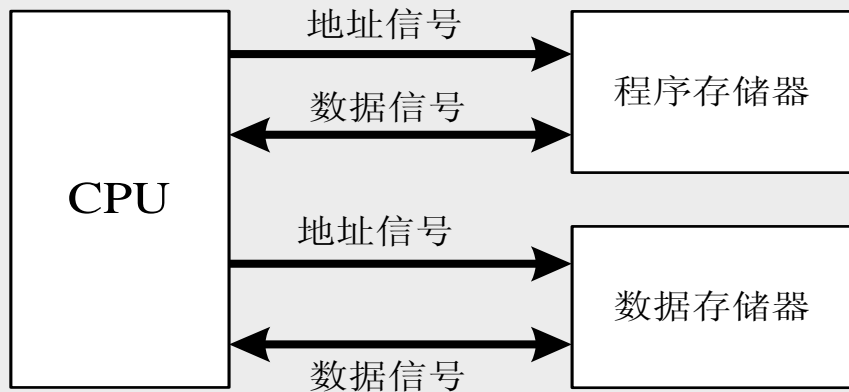 地址信号
程序存储器
数据信号
CPU
地址信号
数据存储器
数据信号